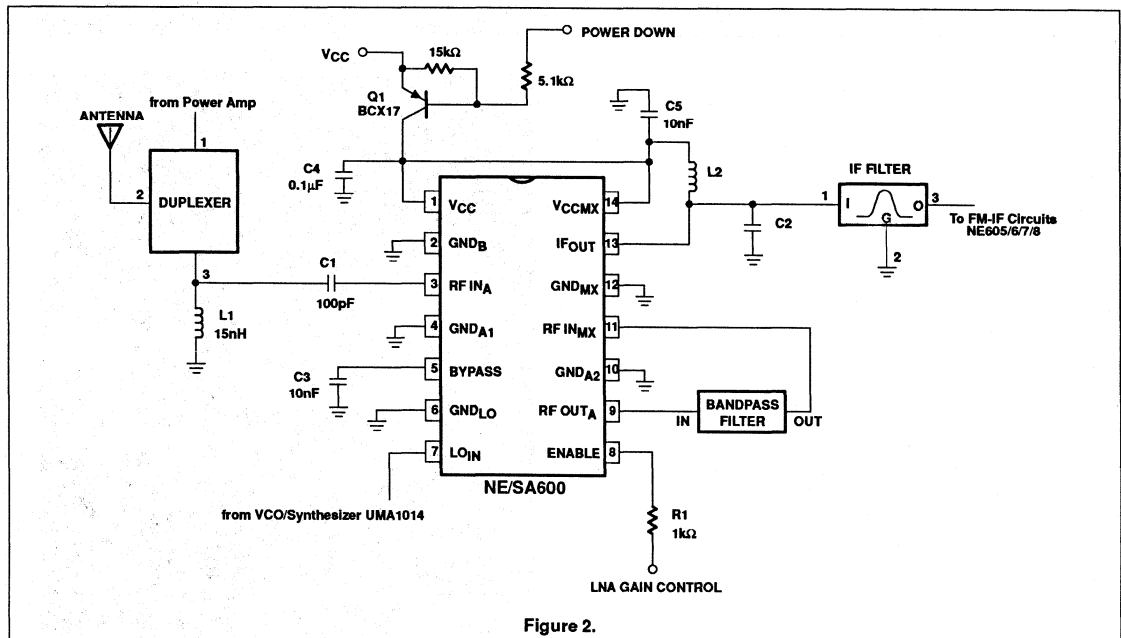 POWER DOWN
VCC
15kΩ
5.1kΩ
Q1
BCX17
from Power Amp
ANTENNA
1
2
DUPLEXER
3
C4
0.1µF
C5
10nF
L2
IF FILTER
1
I
O
3
G
2
To FM-IF Circuits
NE605/6/7/8
C2
C1
100pF
L1
15nH
C3
10nF
1 VCC
2 GNDB
3 RF INA
4 GNDA1
5 BYPASS
6 GNDLO
7 LOIN
VCCMX 14
IFOUT 13
GNDMX 12
RF INMX 11
GNDA2 10
RF OUTA 9
ENABLE 8
NE/SA600
IN
BANDPASS
FILTER
OUT
from VCO/Synthesizer UMA1014
R1
1kΩ
LNA GAIN CONTROL
Figure 2.